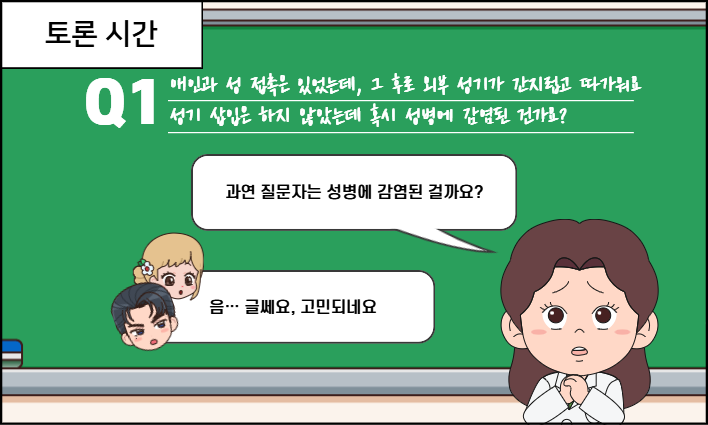 토론 시간
Q1
애인과 성 접촉은 있었는데, 그 후로 외부 성기가 간지럽고 따가워요
성기 삽입은 하지 않았는데 혹시 성병에 감염된 건가요?
과연 질문자는 성병에 감염된 걸까요?
음… 글쎄요, 고민되네요